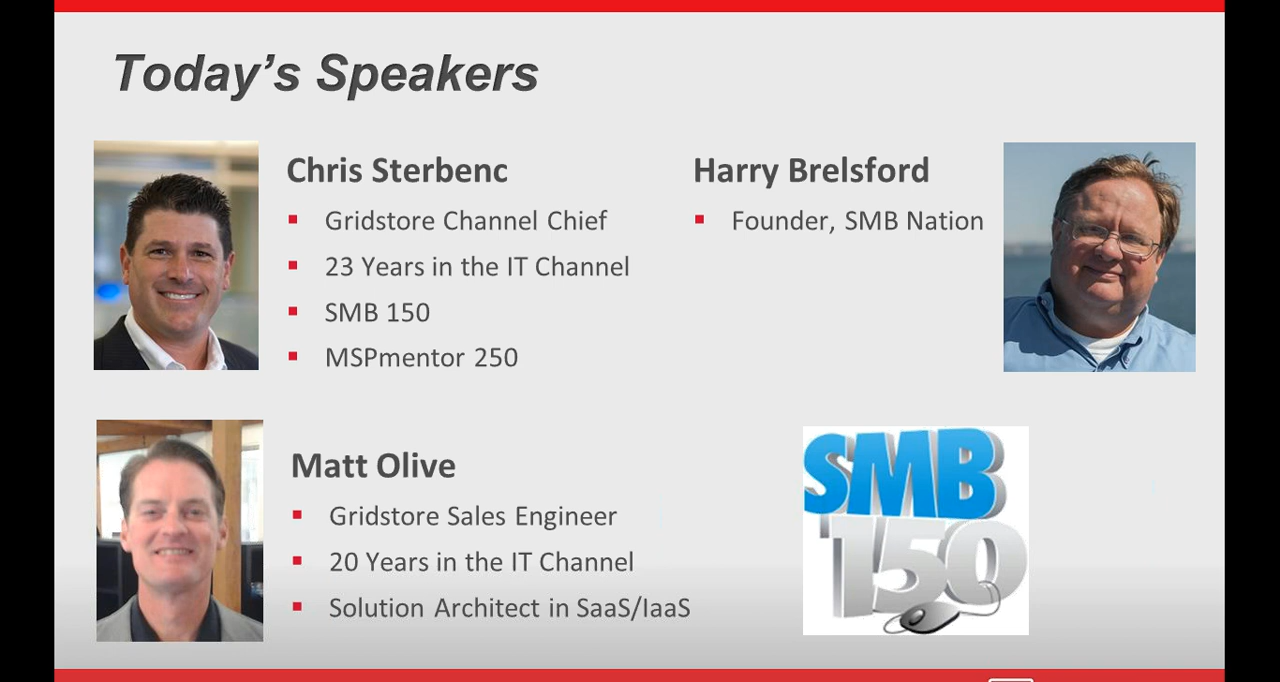 Today's Speakers
Chris Sterbenc
Gridstore Channel Chief
23 Years in the IT Channel
SMB 150
MSPmentor 250
Harry Brelsford
Founder, SMB Nation
Matt Olive
Gridstore Sales Engineer
20 Years in the IT Channel
Solution Architect in SaaS/IaaS
SMB
150